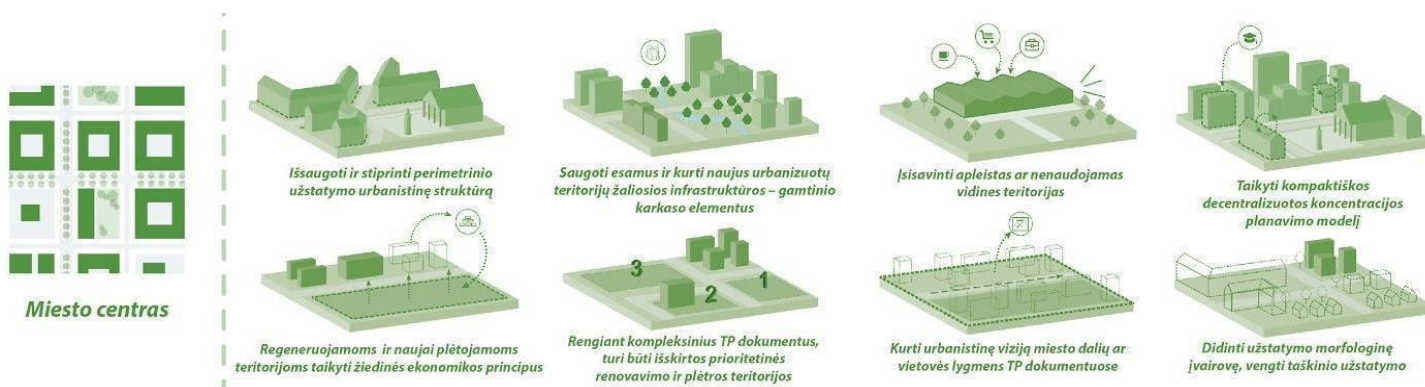 Miesto centras
Išsaugoti ir stiprinti perimetrinio
užstatymo urbanistinę struktūrą
Saugoti esamus ir kurti naujus urbanizuotų
teritorijų žaliosios infrastruktūros – gamtinio
karkaso elementus
Įsisavinti apleistas ar nenaudojamas
vidines teritorijas
Taikyti kompaktiškos
decentralizuotos koncentracijos
planavimo modelį
Regeneruojamoms ir naujai plėtojamoms
teritorijoms taikyti žiedinės ekonomikos principus
3
2
1
Rengiant kompleksinius TP dokumentus,
turi būti išskirtos prioritetinės
renovavimo ir plėtros teritorijos
Kurti urbanistinę viziją miesto dalių ar
vietovės lygmens TP dokumentuose
Didinti užstatymo morfologinę
įvairovę, vengti taškinio užstatymo